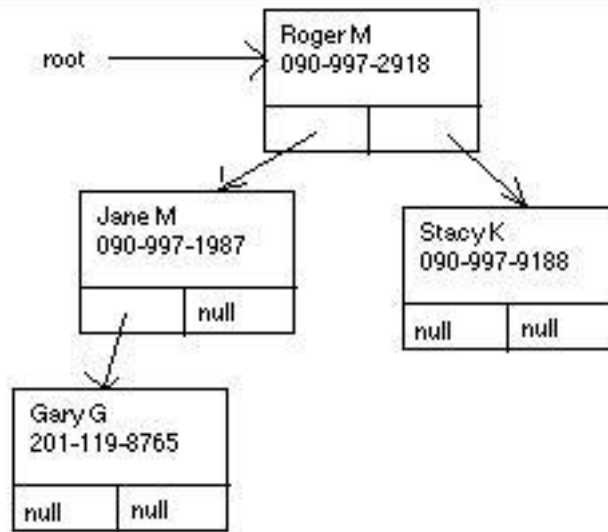 root
Roger M
090-997-2918
Jane M
090-997-1987
null
Stacy K
090-997-9188
null null
Gary G
201-119-8765
null null